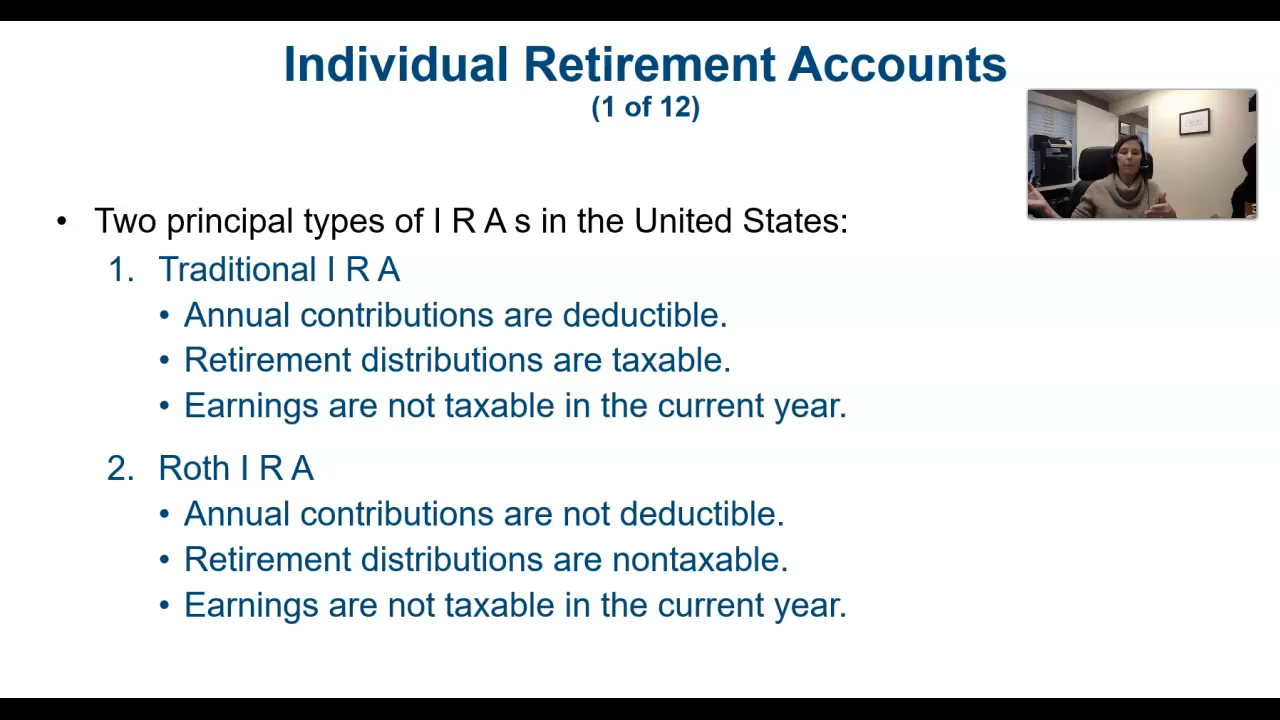 Individual Retirement Accounts
(1 of 12)
• Two principal types of I R A s in the United States:
1. Traditional I R A
• Annual contributions are deductible.
• Retirement distributions are taxable.
• Earnings are not taxable in the current year.
2. Roth I R A
• Annual contributions are not deductible.
• Retirement distributions are nontaxable.
• Earnings are not taxable in the current year.